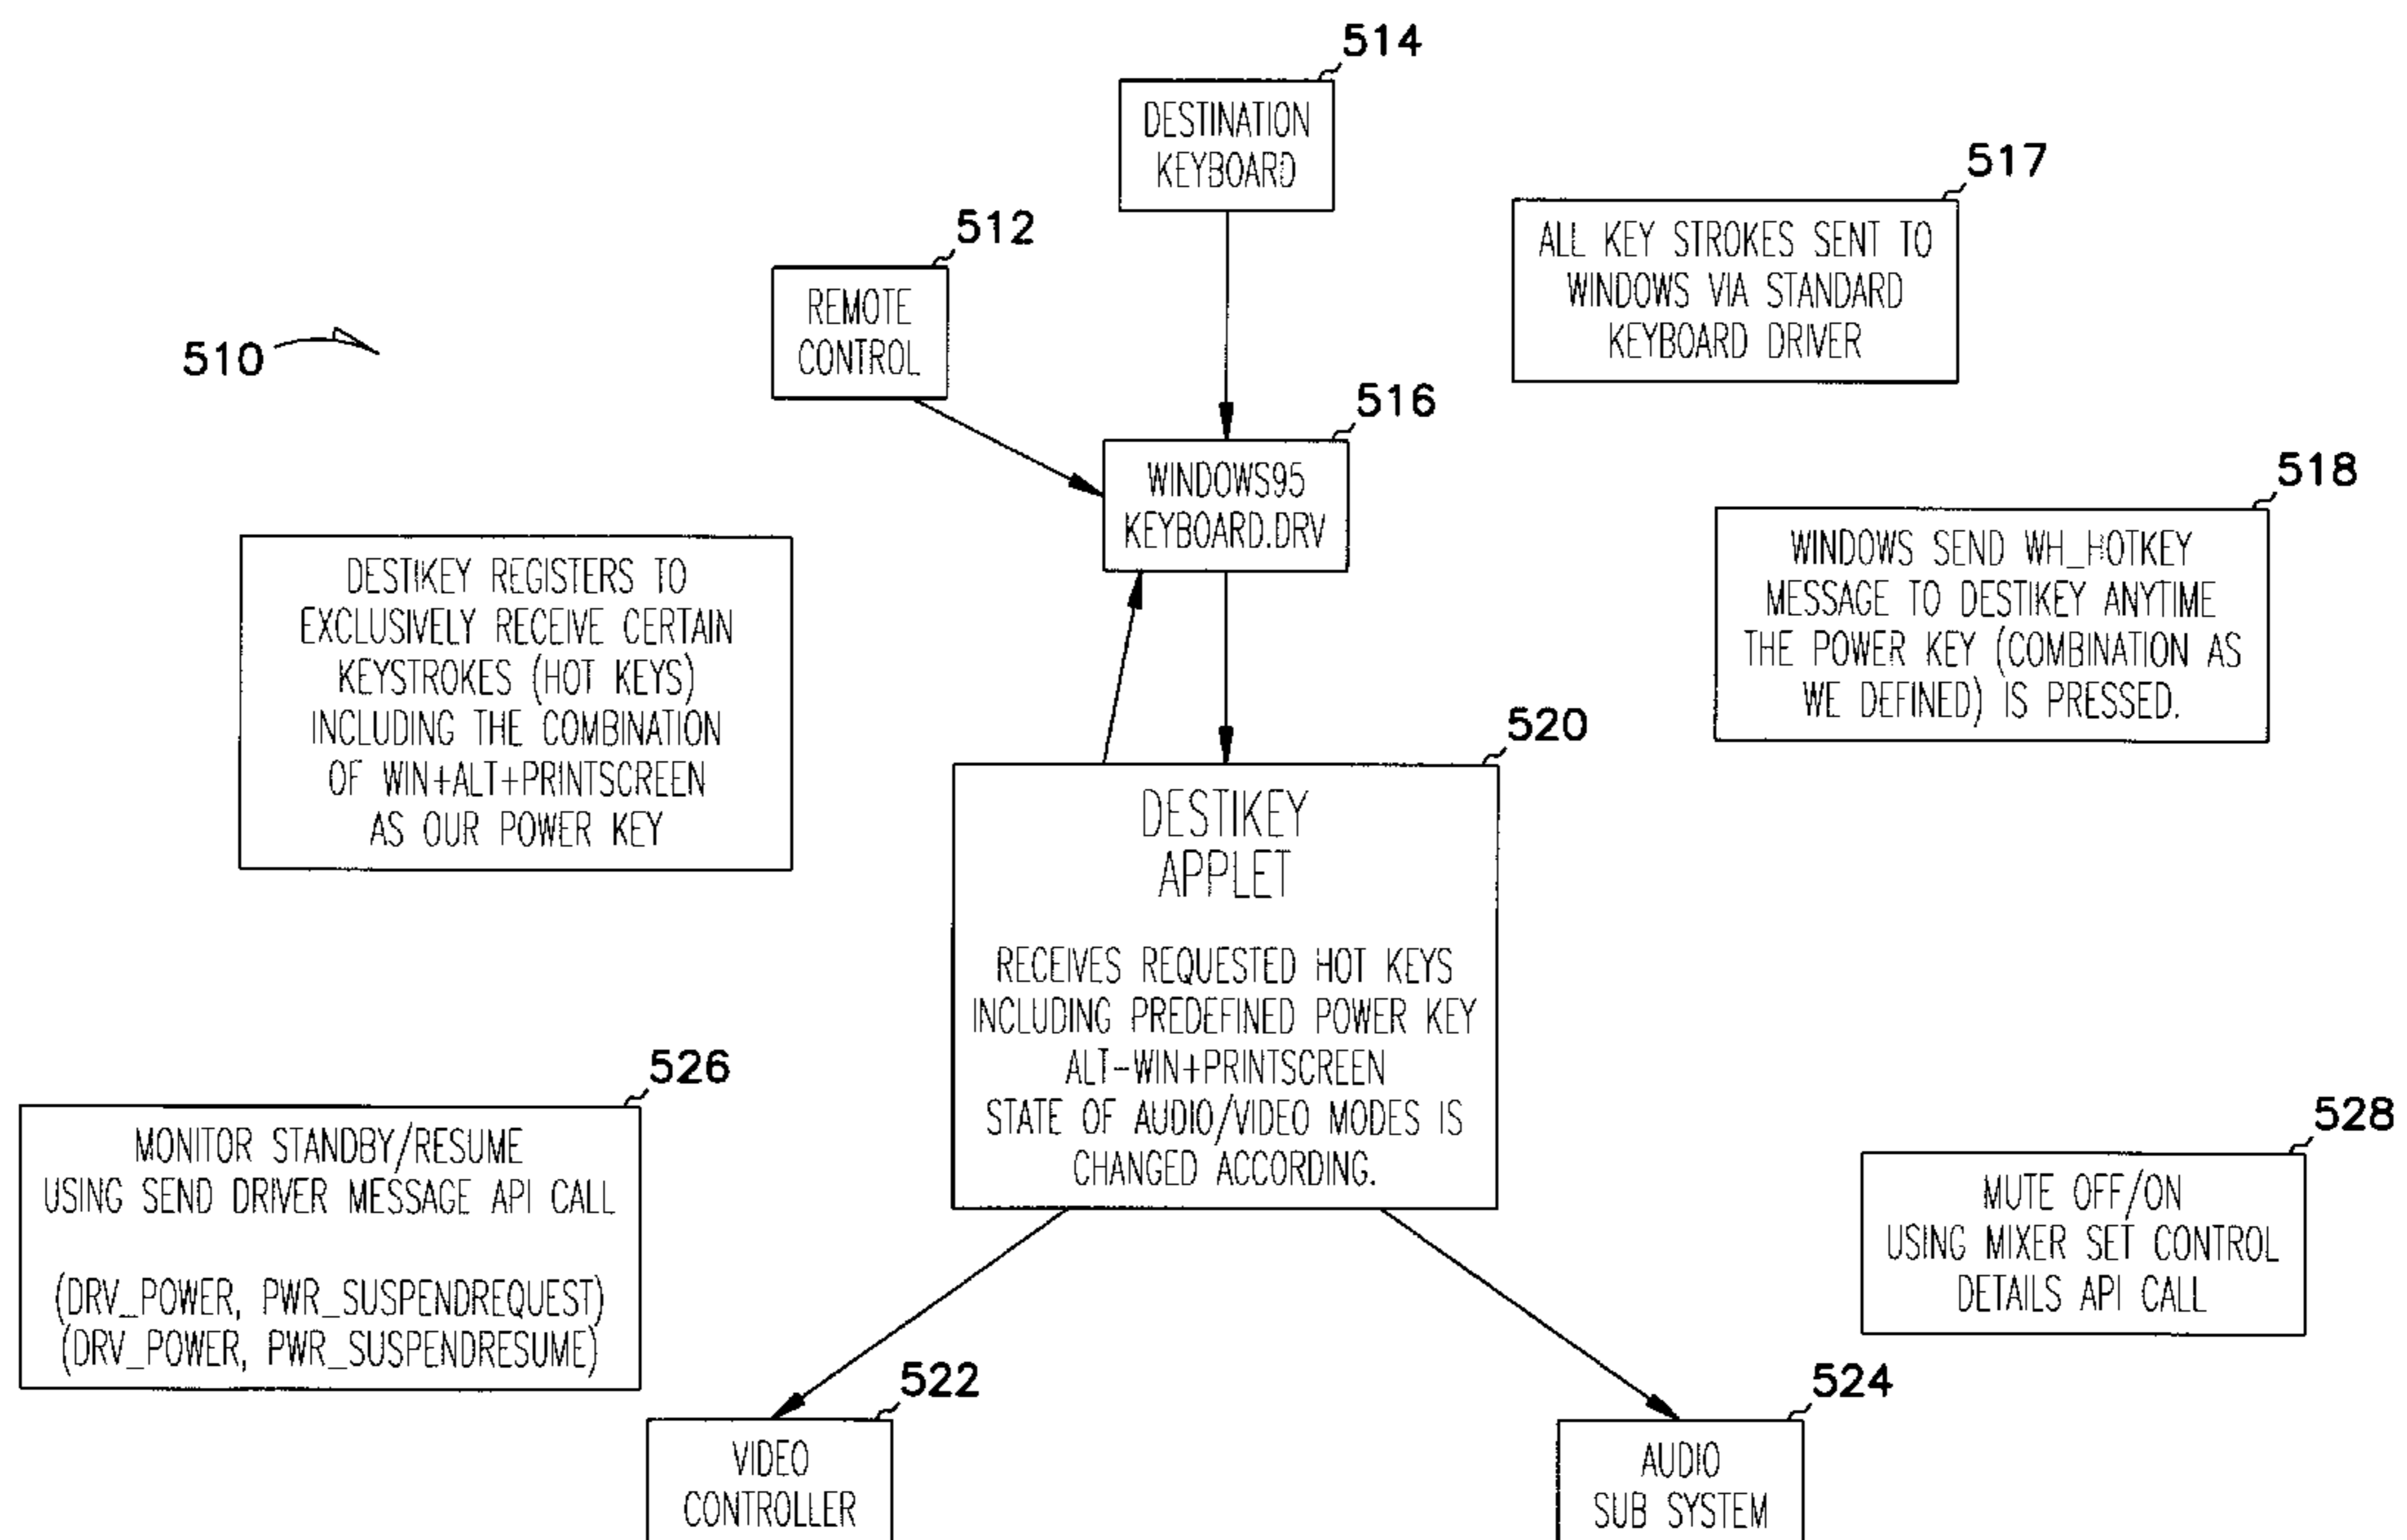 514
DESTINATION
KEYBOARD
517
ALL KEY STROKES SENT TO
WINDOWS VIA STANDARD
KEYBOARD DRIVER
512
REMOTE
CONTROL
510
516
WINDOWS95
KEYBOARD.DRV
518
WINDOWS SEND WH_HOTKEY
MESSAGE TO DESTIKEY ANYTIME
THE POWER KEY (COMBINATION AS
WE DEFINED) IS PRESSED.
DESTIKEY REGISTERS TO
EXCLUSIVELY RECEIVE CERTAIN
KEYSTROKES (HOT KEYS)
INCLUDING THE COMBINATION
OF WIN+ALT+PRINTSCREEN
AS OUR POWER KEY
520
DESTIKEY
APPLET
RECEIVES REQUESTED HOT KEYS
INCLUDING PREDEFINED POWER KEY
ALT-WIN+PRINTSCREEN
STATE OF AUDIO/VIDEO MODES IS
CHANGED ACCORDING.
526
MONITOR STANDBY/RESUME
USING SEND DRIVER MESSAGE API CALL
(DRV_POWER, PWR_SUSPENDREQUEST)
(DRV_POWER, PWR_SUSPENDRESUME)
528
MUTE OFF/ON
USING MIXER SET CONTROL
DETAILS API CALL
522
VIDEO
CONTROLLER
524
AUDIO
SUB SYSTEM